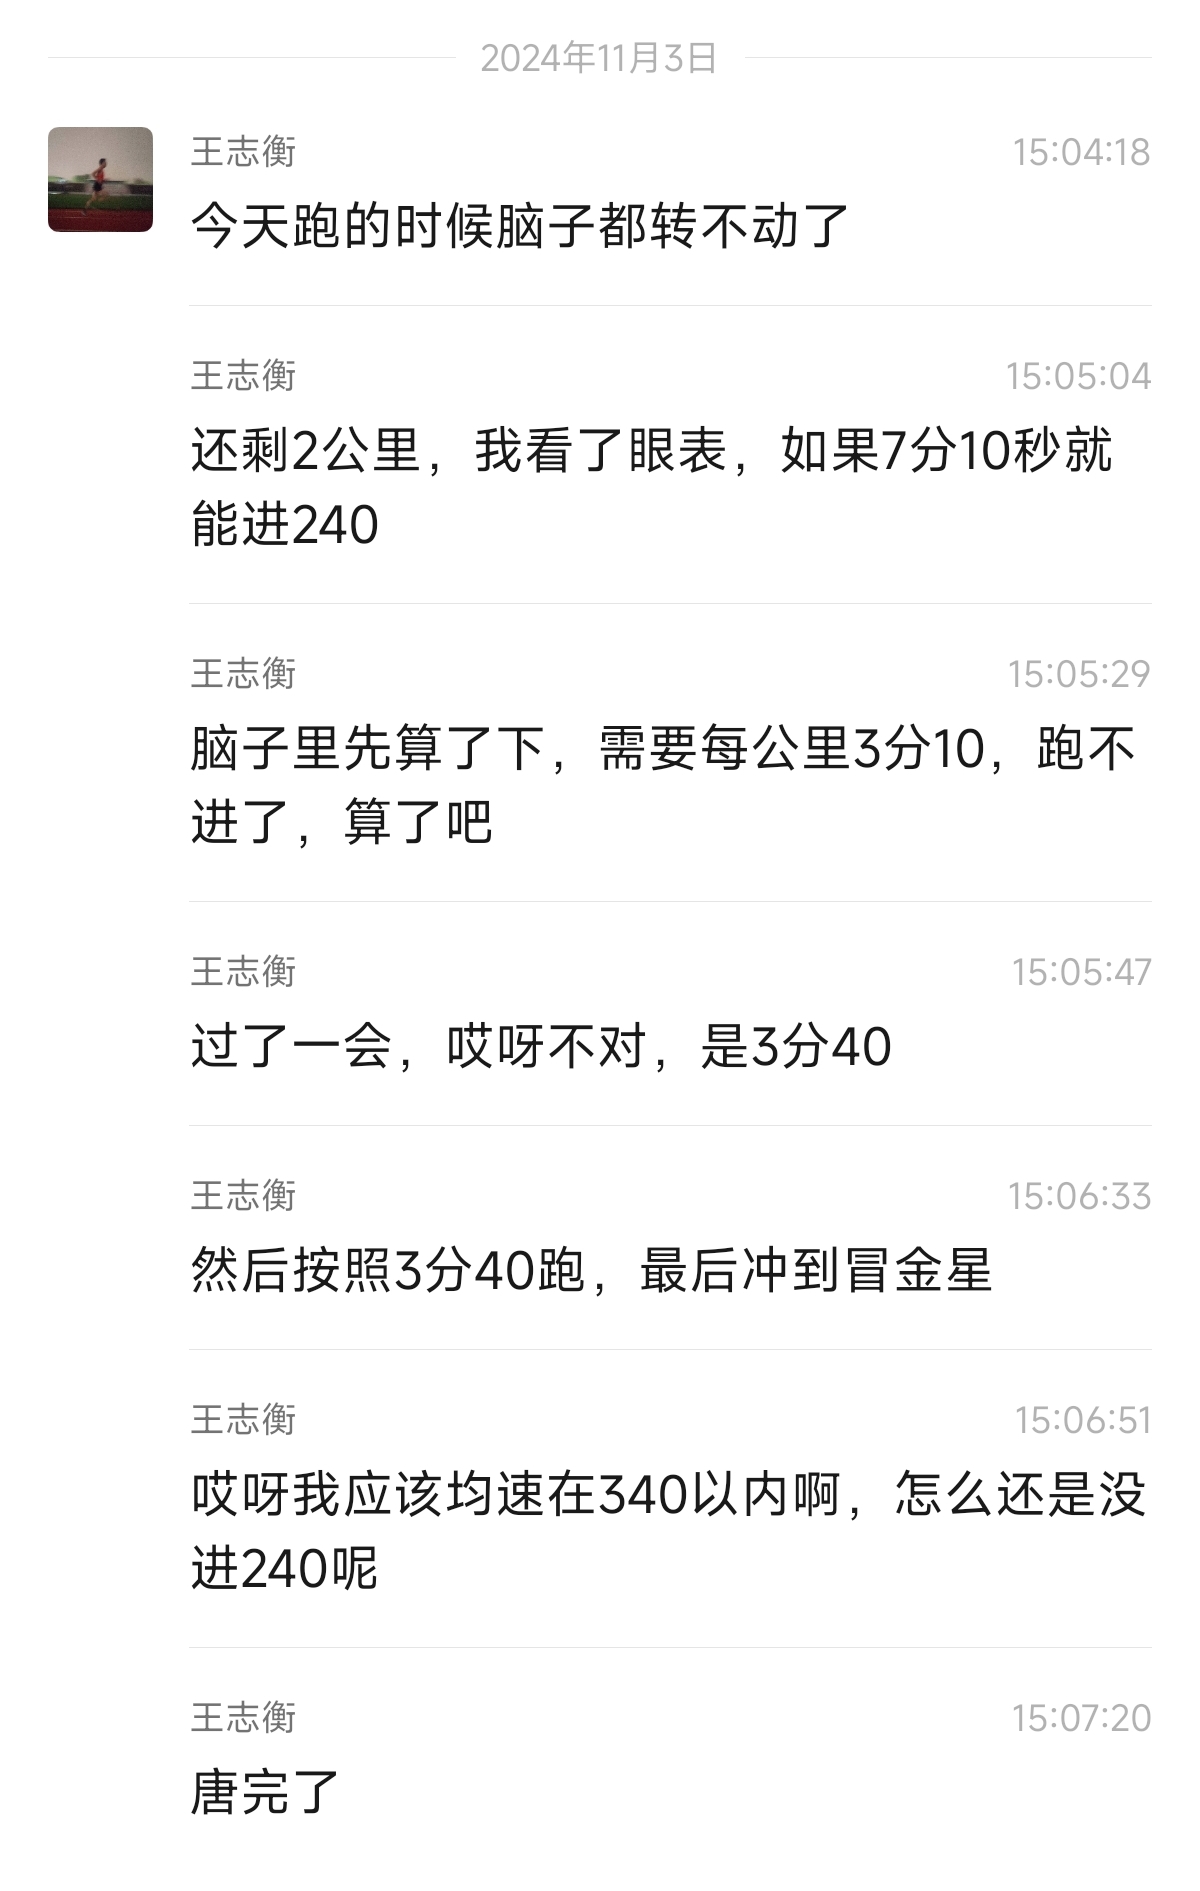 2024年11月3日
王志衡
15:04:18
今天跑的时候脑子都转不动了
王志衡
15:05:04
还剩2公里，我看了眼表，如果7分10秒就
能进240
王志衡
15:05:29
脑子里先算了下，需要每公里3分10，跑不
进了，算了吧
王志衡
15:05:47
过了一会，哎呀不对，是3分40
王志衡
15:06:33
然后按照3分40跑，最后冲到冒金星
王志衡
15:06:51
哎呀我应该均速在340以内啊，怎么还是没
进240呢
王志衡
15:07:20
唐完了